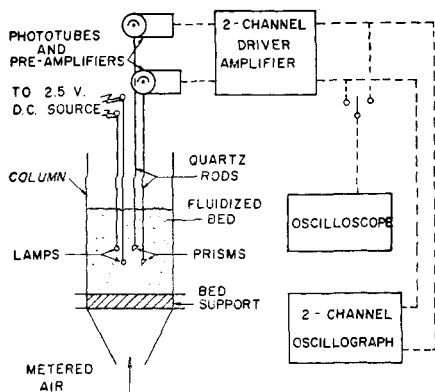 PHOTOTUBES
AND
PRE-AMPLIFIERS
2-CHANNEL
DRIVER
AMPLIFIER
TO 2.5 V.
D.C. SOURCE
COLUMN
QUARTZ
RODS
FLUIDIZED
BED
LAMPS
PRISMS
BED
SUPPORT
METERED
AIR
OSCILLOSCOPE
2 - CHANNEL
OSCILLOGRAPH